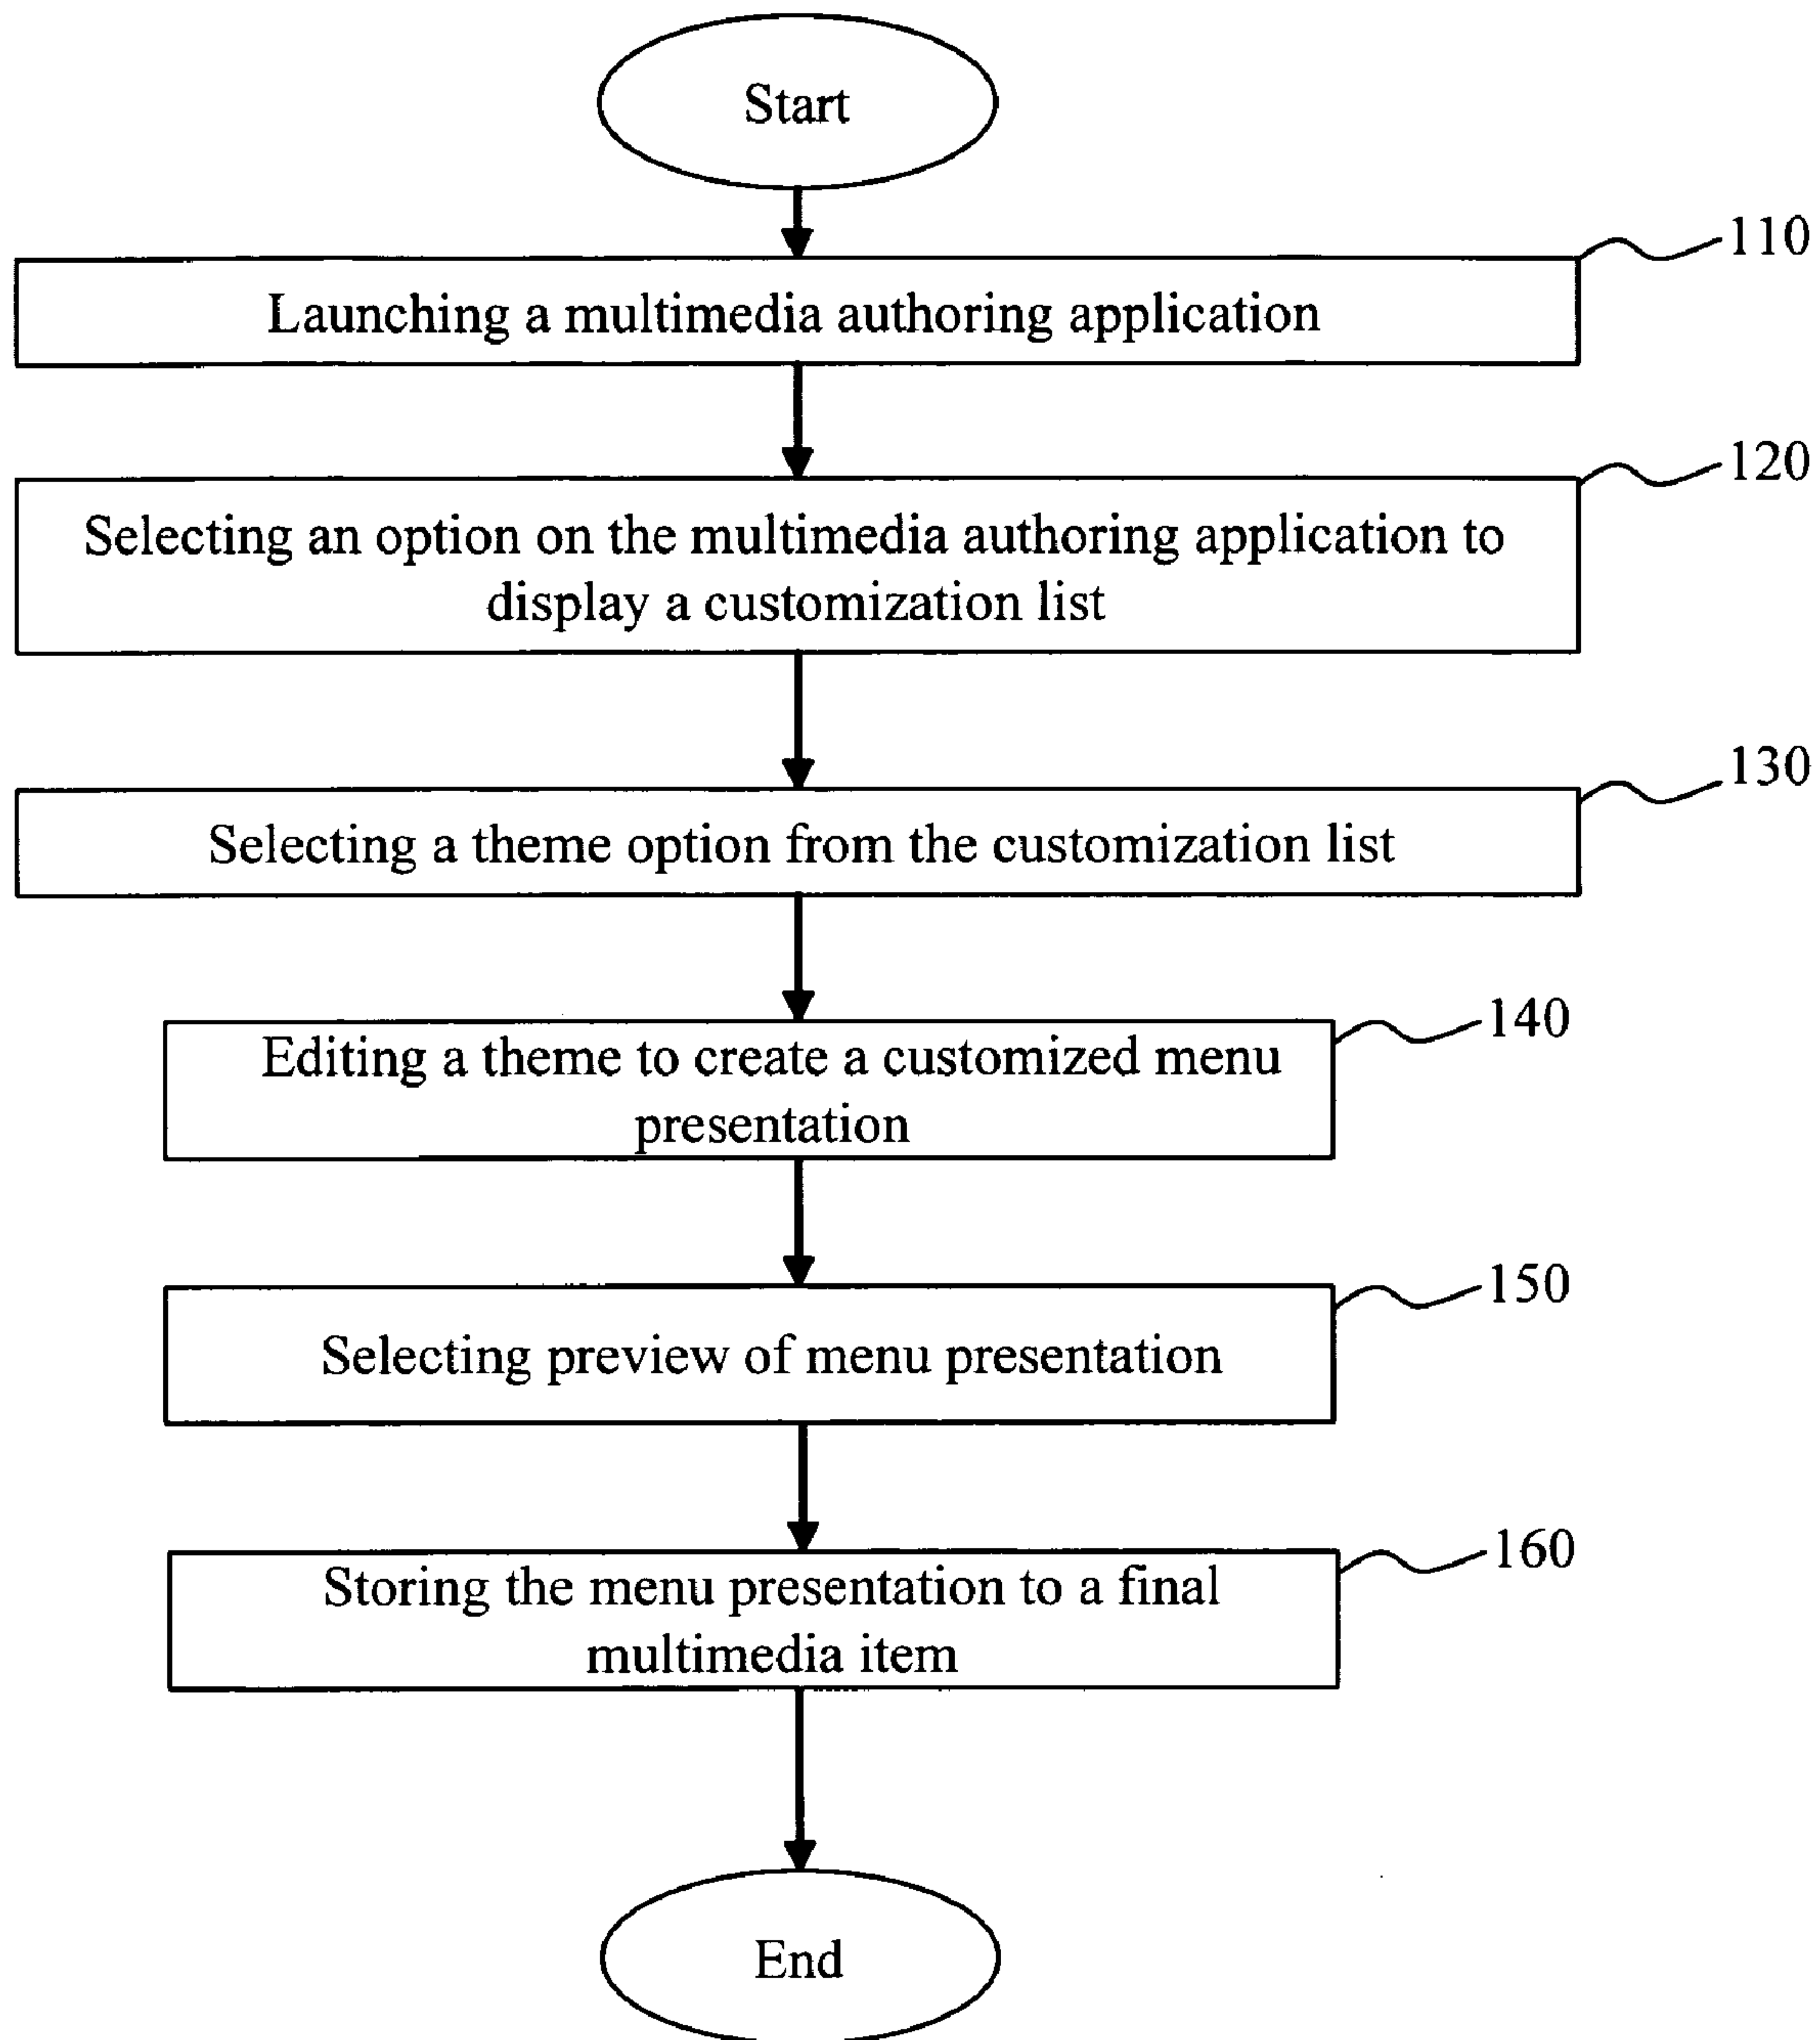 Start
110
Launching a multimedia authoring application
120
Selecting an option on the multimedia authoring application to
display a customization list
130
Selecting a theme option from the customization list
140
Editing a theme to create a customized menu
presentation
150
Selecting preview of menu presentation
160
Storing the menu presentation to a final
multimedia item
End